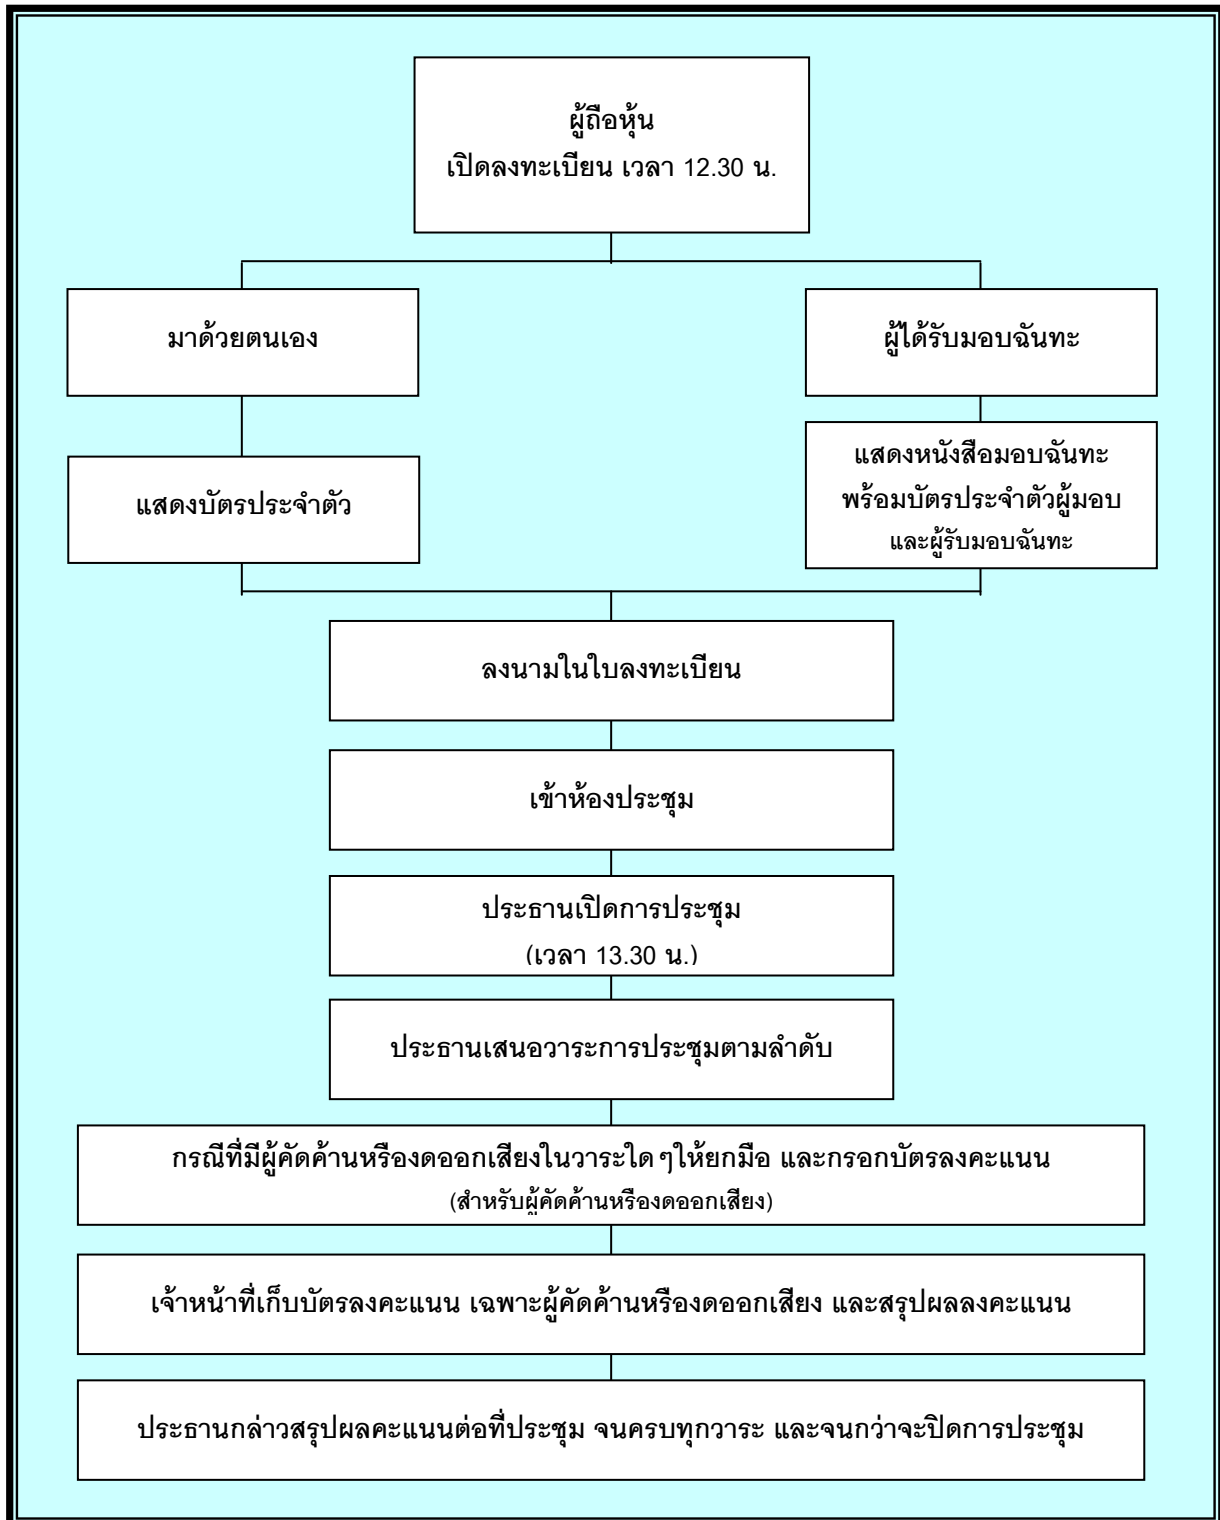 ผู้ถือหุ้น
เปิดลงทะเบียน เวลา 12.30 น.
มาด้วยตนเอง
ผู้ได้รับมอบฉันทะ
แสดงบัตรประจำตัว
แสดงหนังสือมอบฉันทะ
พร้อมบัตรประจำตัวผู้มอบ
และผู้รับมอบฉันทะ
ลงนามในใบลงทะเบียน
เข้าห้องประชุม
ประธานเปิดการประชุม
(เวลา 13.30 น.)
ประธานเสนอวาระการประชุมตามลำดับ
กรณีที่มีผู้คัดค้านหรืองดออกเสียงในวาระใดๆให้ยกมือ และกรอกบัตรลงคะแนน
(สำหรับผู้คัดค้านหรืองดออกเสียง)
เจ้าหน้าที่เก็บบัตรลงคะแนน เฉพาะผู้คัดค้านหรืองดออกเสียง และสรุปผลลงคะแนน
ประธานกล่าวสรุปผลคะแนนต่อที่ประชุม จนครบทุกวาระ และจนกว่าจะปิดการประชุม